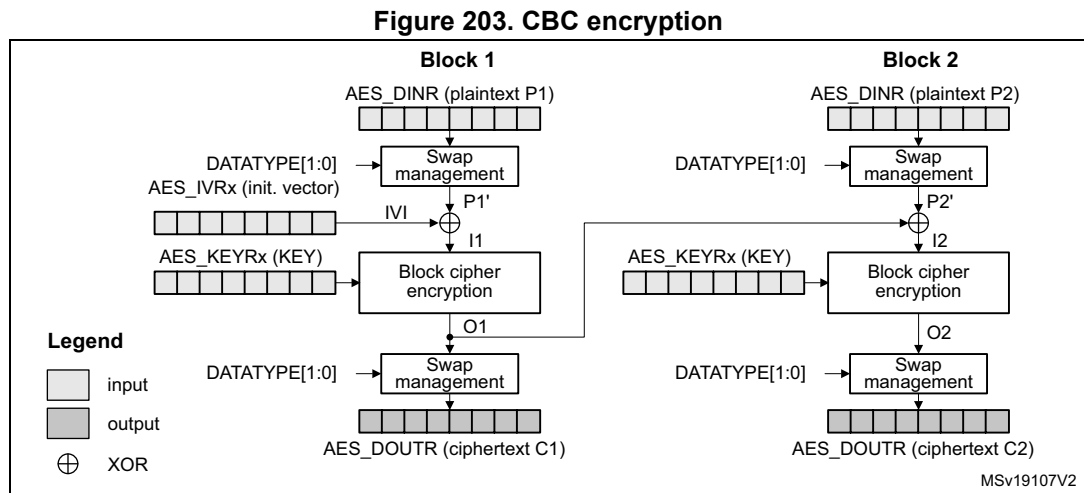 Figure 203. CBC encryption
Block 1
AES_DINR (plaintext P1)
DATATYPE[1:0]
Swap
management
AES_IVRx (init. vector)
P1'
IVI
I1
AES_KEYRx (KEY)
Block cipher
encryption
O1
DATATYPE[1:0]
Swap
management
AES_DOUTR (ciphertext C1)
Block 2
AES_DINR (plaintext P2)
DATATYPE[1:0]
Swap
management
P2'
I2
AES_KEYRx (KEY)
Block cipher
encryption
O2
DATATYPE[1:0]
Swap
management
AES_DOUTR (ciphertext C2)
Legend
input
output
XOR
MSv19107V2